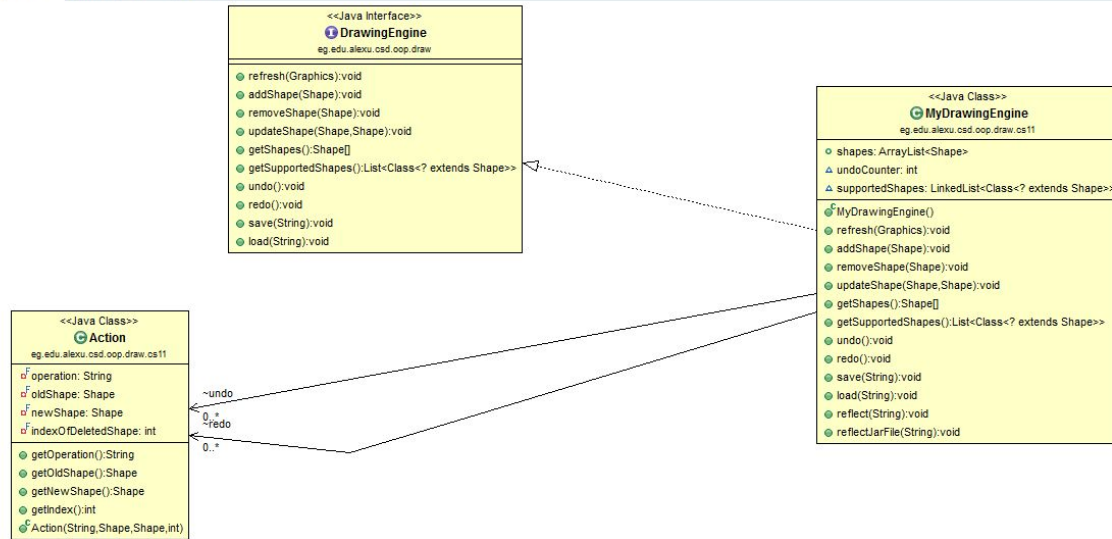 <<Java Interface>>
DrawingEngine
eg.edu.alexu.csd.oop.draw
refresh(Graphics):void
addShape(Shape):void
removeShape(Shape):void
updateShape(Shape,Shape):void
getShapes():Shape[]
getSupportedShapes():List<Class<? extends Shape>>
undo():void
redo():void
save(String):void
load(String):void
<<Java Class>>
MyDrawingEngine
eg.edu.alexu.csd.oop.draw.cs11
shapes: ArrayList<Shape>
undoCounter: int
supportedShapes: LinkedList<Class<? extends Shape>>
MyDrawingEngine()
refresh(Graphics):void
addShape(Shape):void
removeShape(Shape):void
updateShape(Shape,Shape):void
getShapes():Shape[]
getSupportedShapes():List<Class<? extends Shape>>
undo():void
redo():void
save(String):void
load(String):void
reflect(String):void
reflectJarFile(String):void
<<Java Class>>
Action
eg.edu.alexu.csd.oop.draw.cs11
operation: String
oldShape: Shape
newShape: Shape
indexOfDeletedShape: int
getOperation():String
getOldShape():Shape
getNewShape():Shape
getIndex():int
Action(String,Shape,Shape,int)
~undo
0..*
~redo
0..*